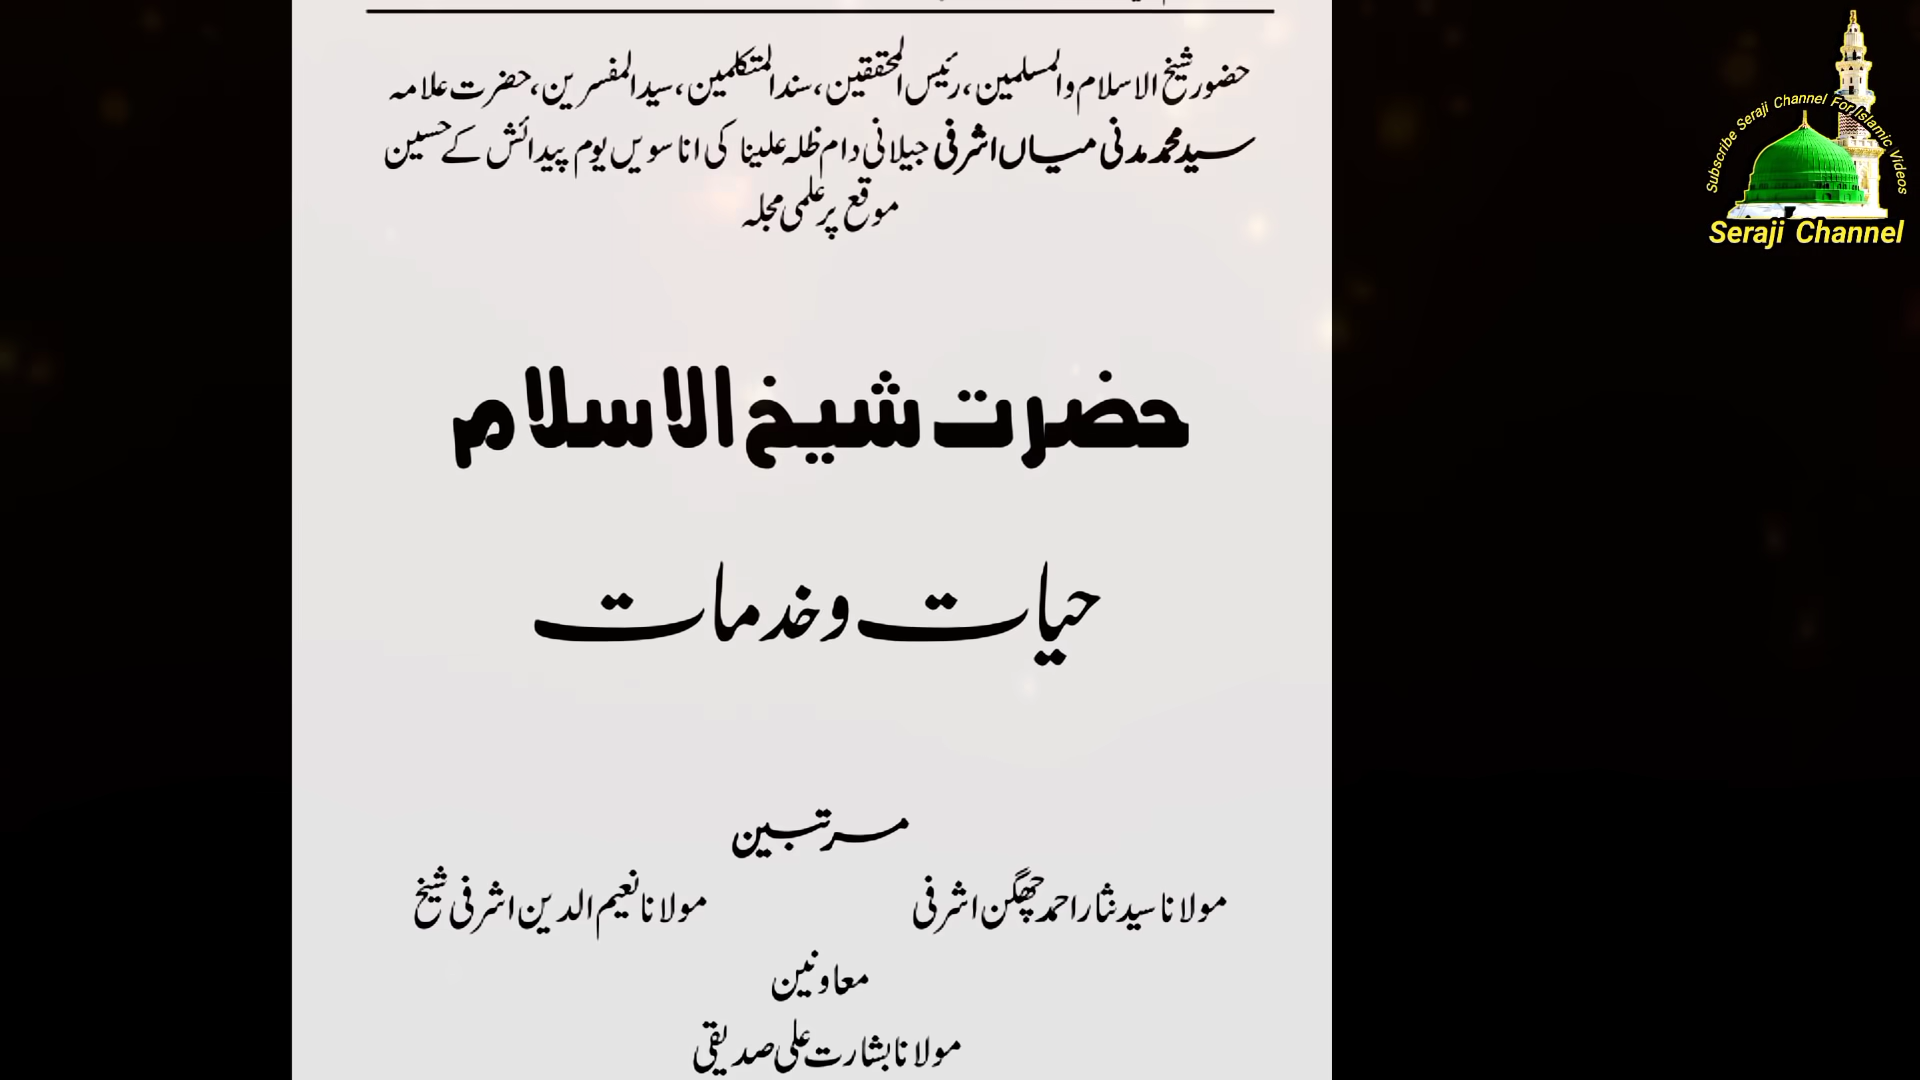 حضور شیخ الاسلام والمسلمین، رئیس المحققین، سند المتکلمین، سید المفسرین، حضرت علامہ
سید محمد مدنی میاں اشرفی جیلانی دام ظلہ علینا کی اناسویں یوم پیدائش کے حسین
موقع پر علمی مجلہ
حضرت شیخ الاسلام
حیات و خدمات
مرتبین
مولانا سید نثار احمد چھگن اشرفی
مولانا نعیم الدین اشرفی شیخ
معاونین
مولانا بشارت علی صدیقی
Subscribe Seraji Channel For Islamic Videos
Seraji Channel